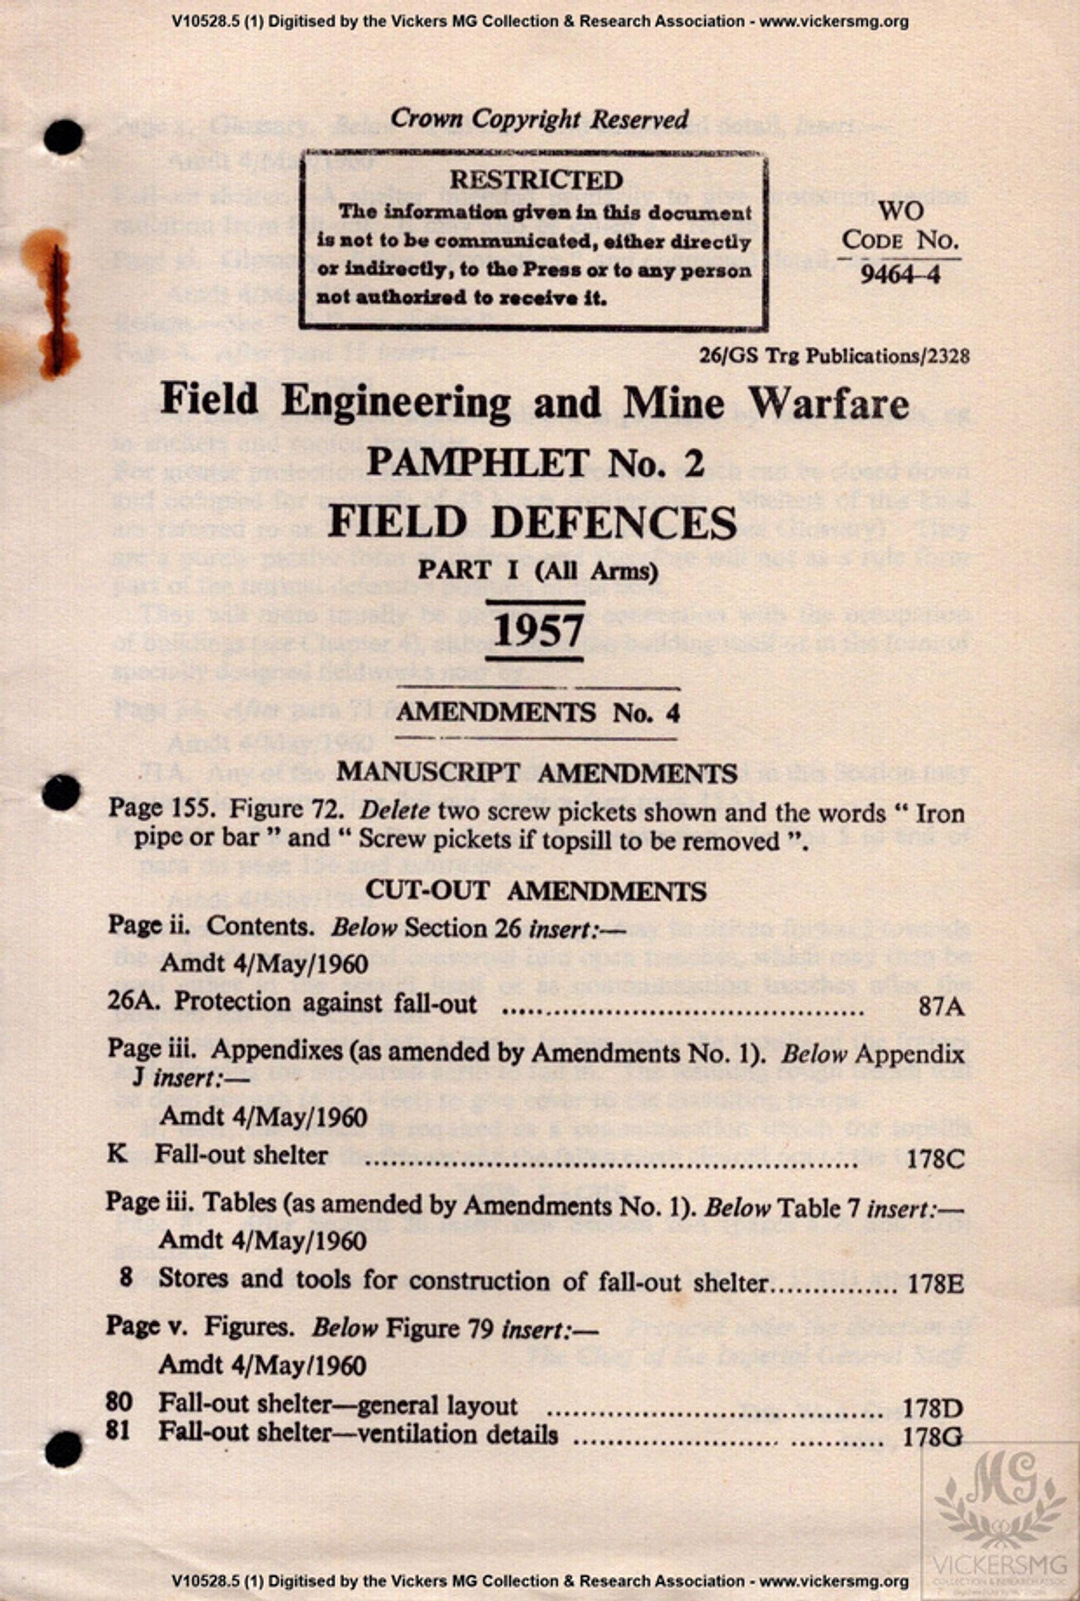 V10528.5 (1) Digitised by the Vickers MG Collection & Research Association - www.vickersmg.org
Crown Copyright Reserved
RESTRICTED
The information given in this document
is not to be communicated, either directly
or indirectly, to the Press or to any person
not authorized to receive it.
WO
CODE NO.
9464-4
26/GS Trg Publications/2328
Field Engineering and Mine Warfare
PAMPHLET No. 2
FIELD DEFENCES
PART I (All Arms)
1957
AMENDMENTS No. 4
MANUSCRIPT AMENDMENTS
Page 155. Figure 72. Delete two screw pickets shown and the words “ Iron
pipe or bar ” and “ Screw pickets if topsill to be removed ”.
CUT-OUT AMENDMENTS
Page ii. Contents. Below Section 26 insert:—
Amdt 4/May/1960
26A. Protection against fall-out ........................................... 87A
Page iii. Appendixes (as amended by Amendments No. 1). Below Appendix
J insert:—
Amdt 4/May/1960
K Fall-out shelter .......................................................... 178C
Page iii. Tables (as amended by Amendments No. 1). Below Table 7 insert:—
Amdt 4/May/1960
8 Stores and tools for construction of fall-out shelter............... 178E
Page v. Figures. Below Figure 79 insert:—
Amdt 4/May/1960
80 Fall-out shelter—general layout ........................................ 178D
81 Fall-out shelter—ventilation details ........................ ........... 178G
MG
VICKERSMG
COLLECTION & RESEARCH ASSOC
V10528.5 (1) Digitised by the Vickers MG Collection & Research Association - www.vickersmg.org